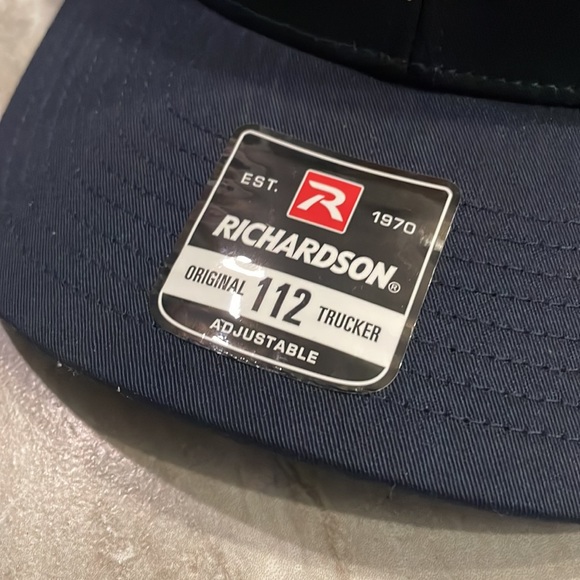 EST. R 1970
RICHARDSON®
ORIGINAL 112 TRUCKER
ADJUSTABLE